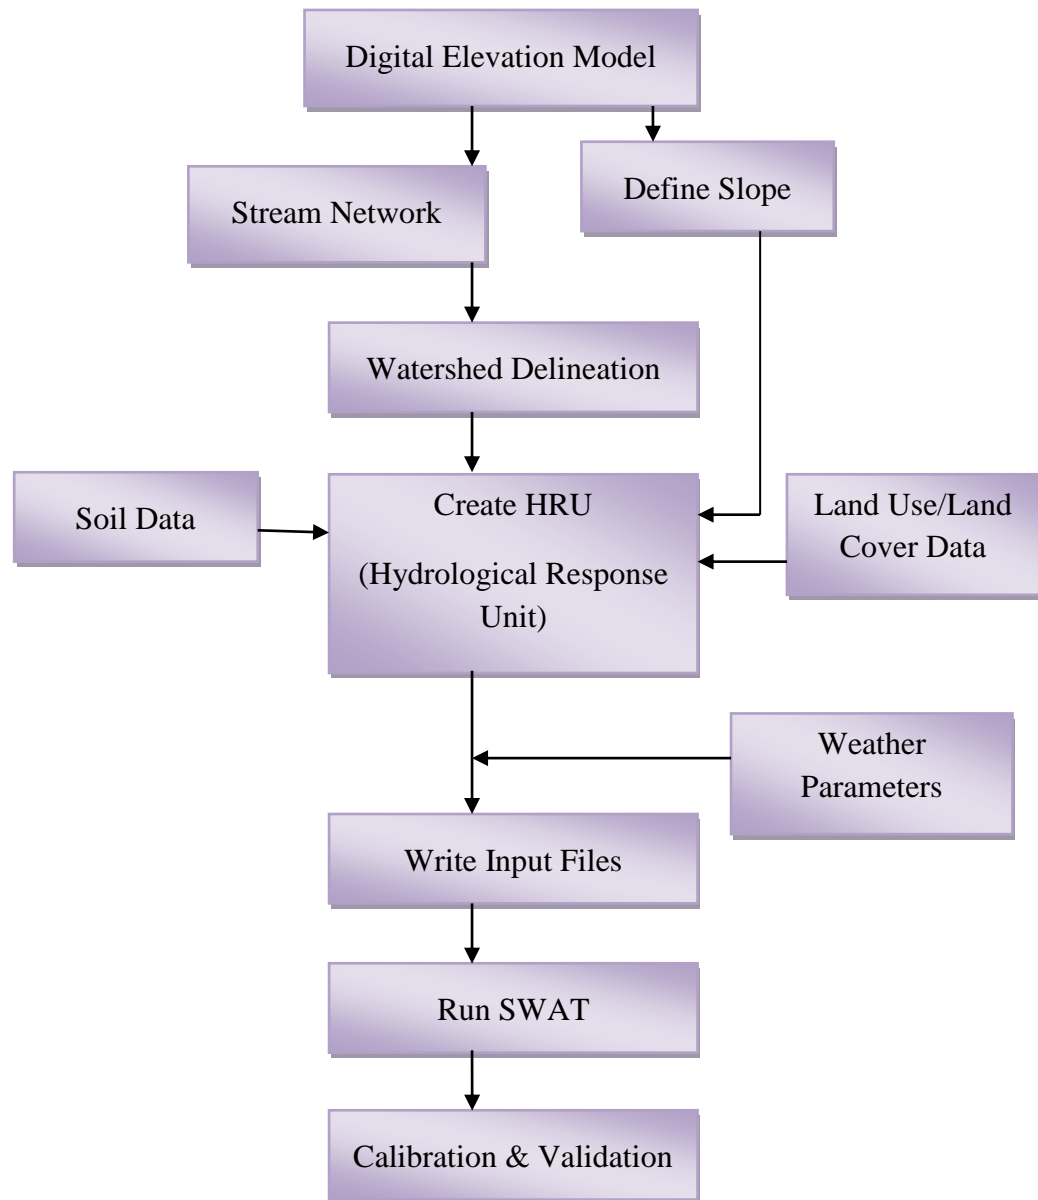 Digital Elevation Model
Define Slope
Stream Network
Watershed Delineation
Soil Data
Create HRU
(Hydrological Response
Unit)
Land Use/Land
Cover Data
Weather
Parameters
Write Input Files
Run SWAT
Calibration & Validation